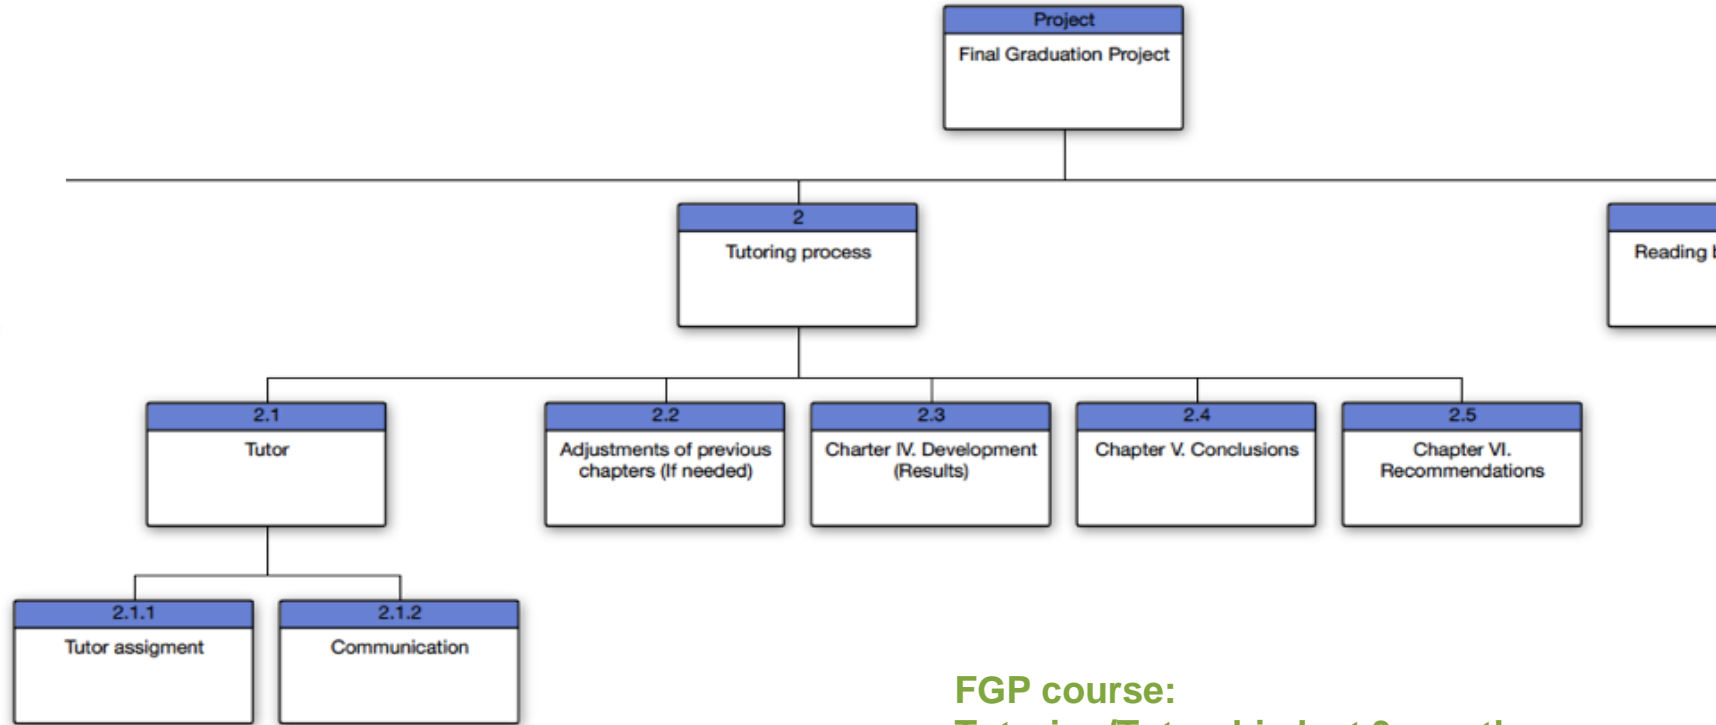 Project
Final Graduation Project
2
Tutoring process
Reading
2.1
Tutor
2.2
Adjustments of previous
chapters (If needed)
2.3
Charter IV. Development
(Results)
2.4
Chapter V. Conclusions
2.5
Chapter VI.
Recommendations
2.1.1
Tutor assigment
2.1.2
Communication
FGP course: